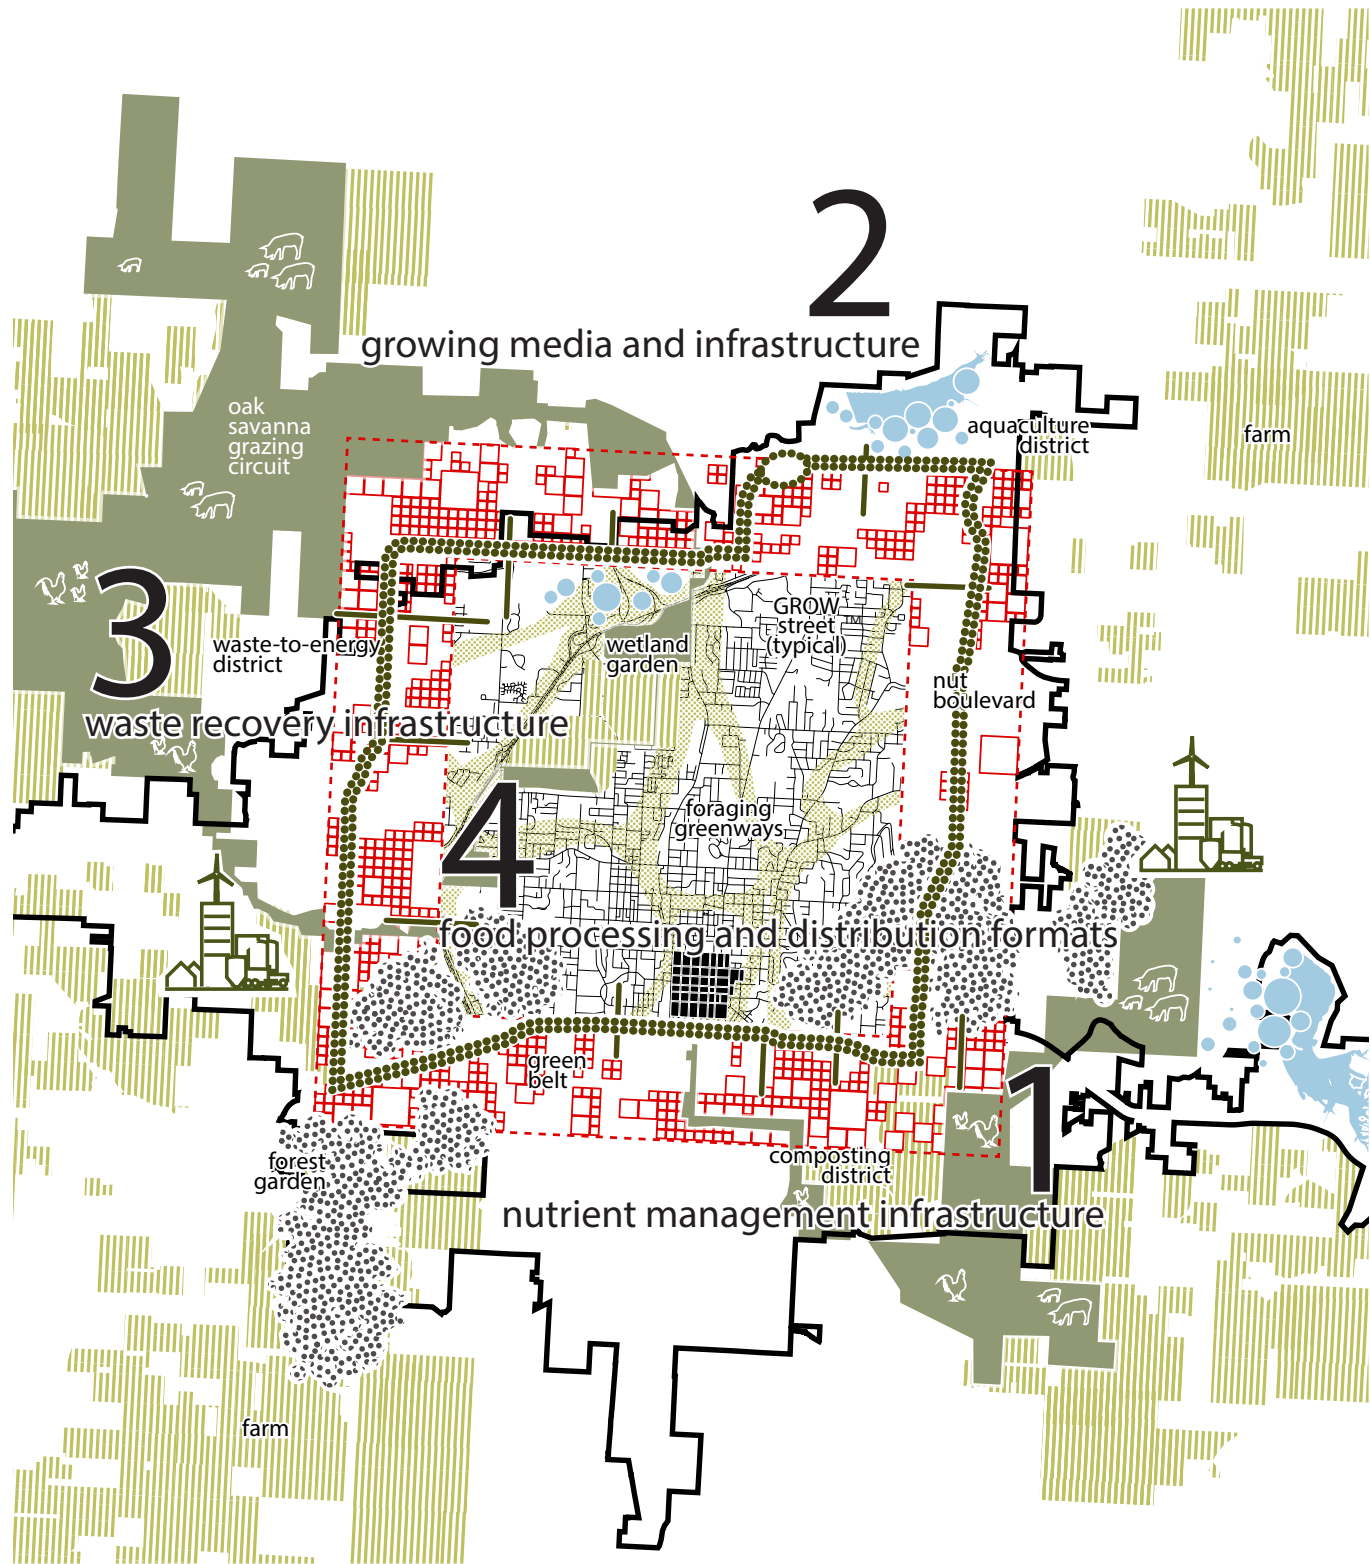 2
growing media and infrastructure
oak
savanna
grazing
circuit
aquaculture
district
farm
3
waste-to-energy
district
wetland
garden
GROW
street
(typical)
nut
boulevard
waste recovery infrastructure
4
foraging
greenways
food processing and distribution formats
green
belt
1
forest
garden
composting
district
nutrient management infrastructure
farm